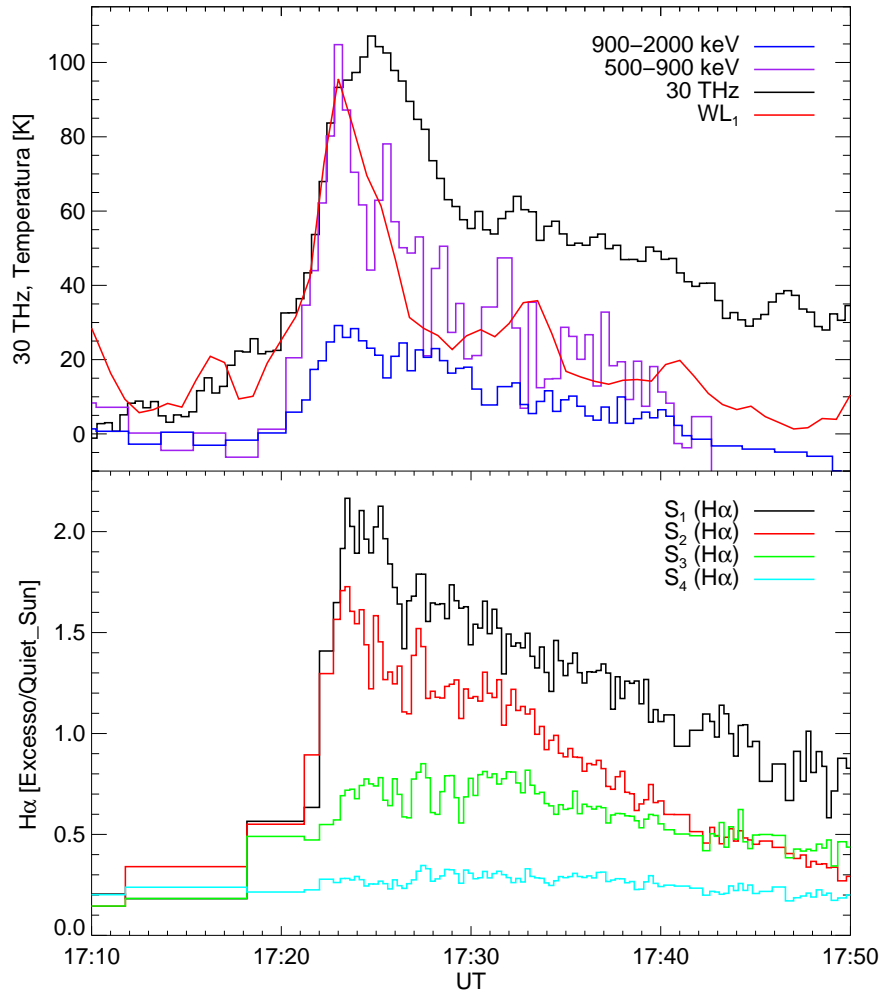 900−2000 keV
500−900 keV
30 THz
WL₁
30 THz, Temperatura [K]
100
80
60
40
20
0
S₁ (Hα)
S₂ (Hα)
S₃ (Hα)
S₄ (Hα)
Hα [Excesso/Quiet_Sun]
2.0
1.5
1.0
0.5
0.0
17:10 17:20 17:30 17:40 17:50
UT